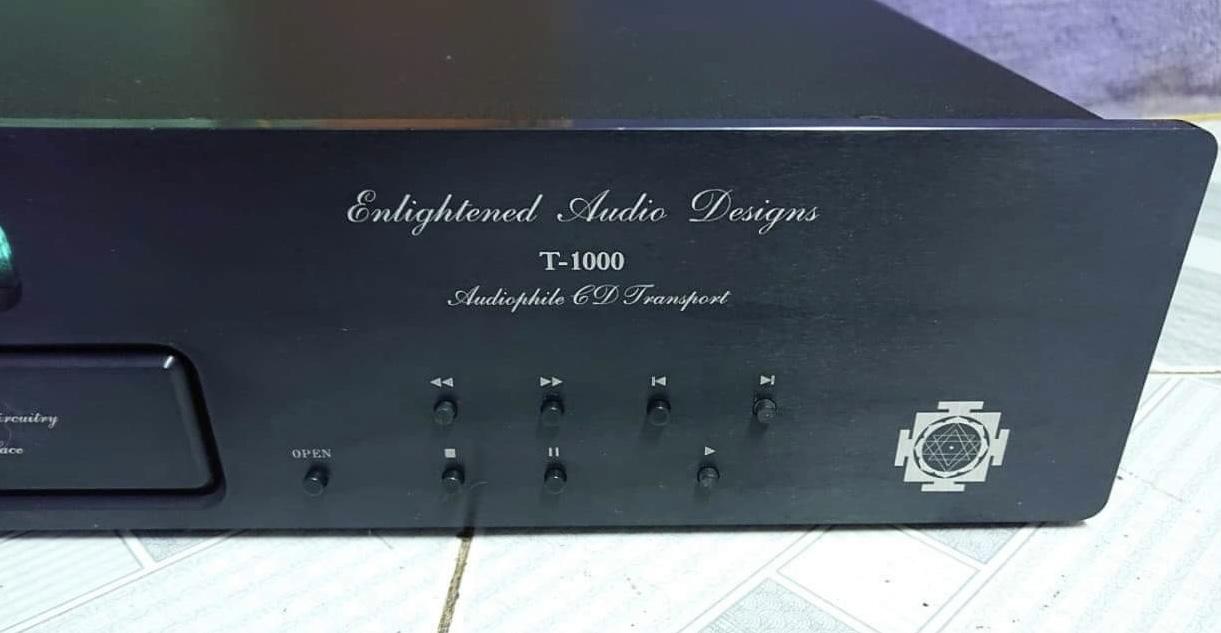 Enlightened Audio Designs
T-1000
Audiophile CD Transport
OPEN